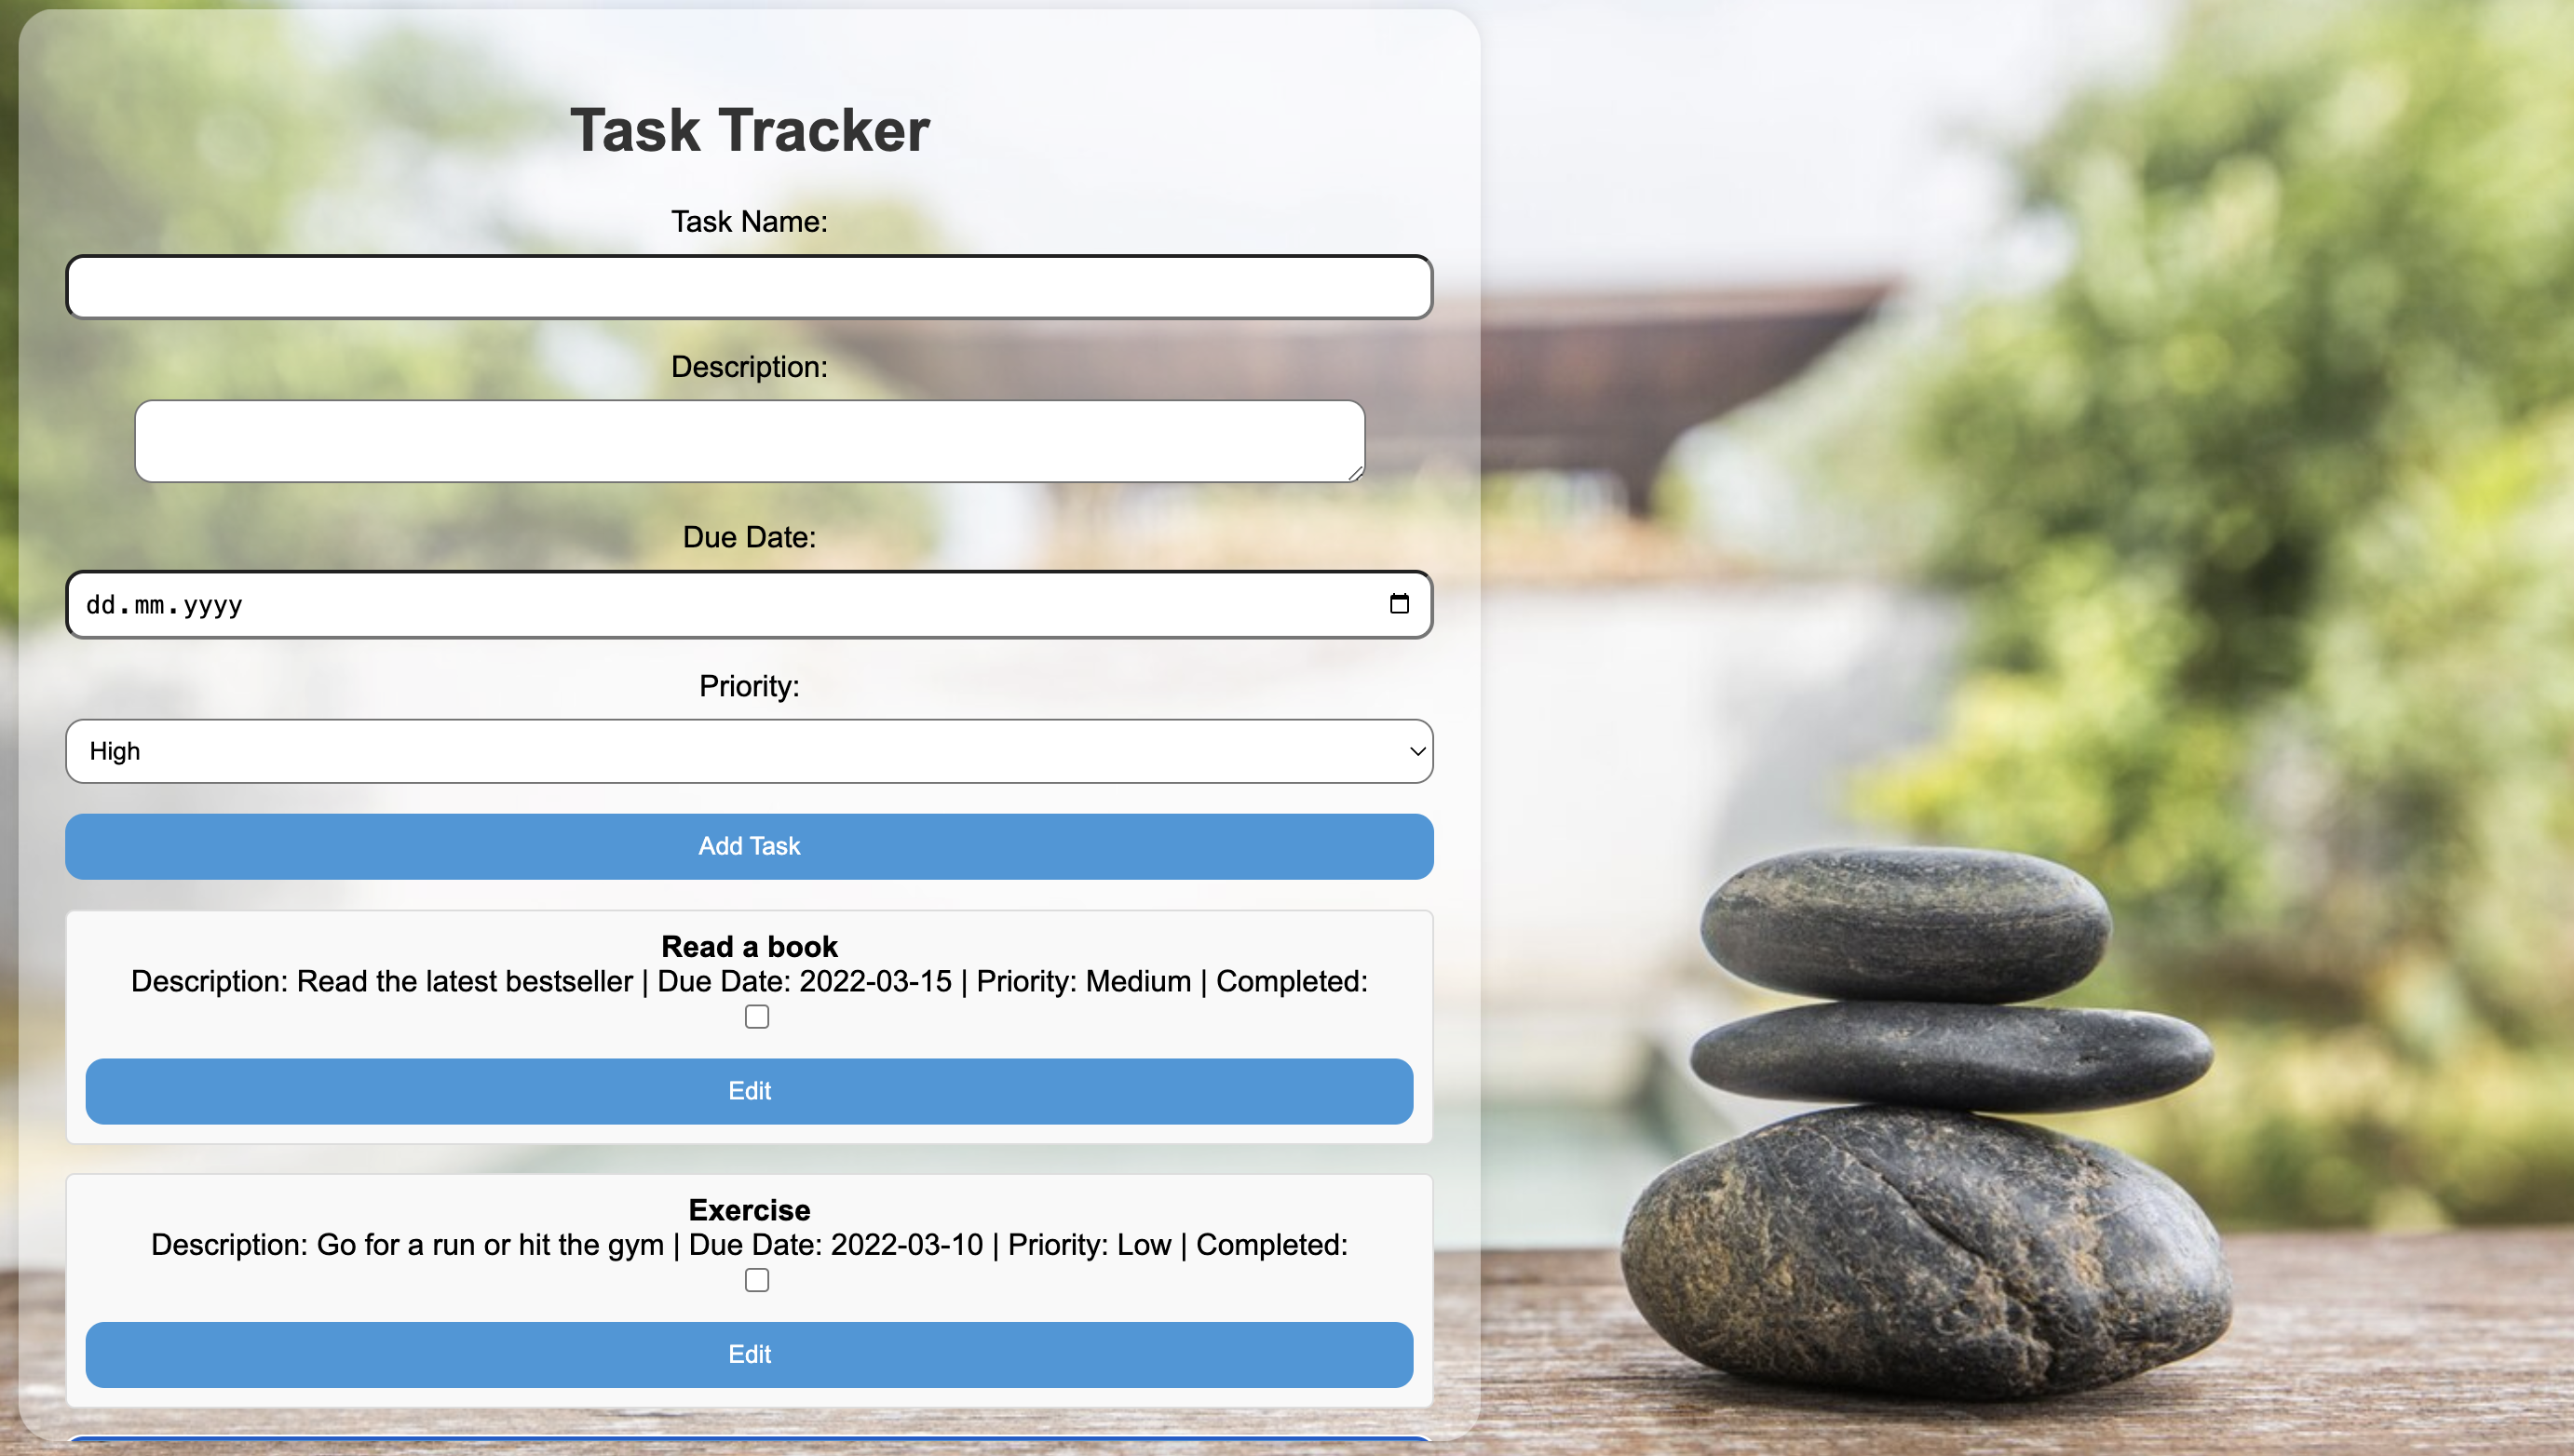 Task Tracker
Task Name:
Description:
Due Date:
dd.mm.yyyy
Priority:
High
Add Task
Read a book
Description: Read the latest bestseller | Due Date: 2022-03-15 | Priority: Medium | Completed:
Edit
Exercise
Description: Go for a run or hit the gym | Due Date: 2022-03-10 | Priority: Low | Completed:
Edit